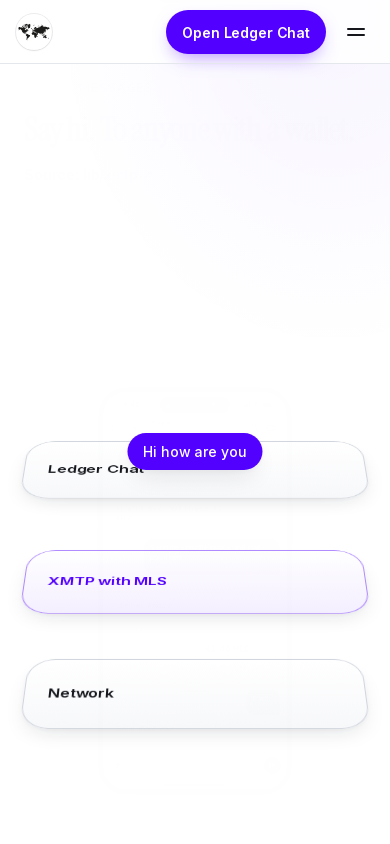 Open Ledger Chat
Hi how are you
Ledger Chat
XMTP with MLS
Network